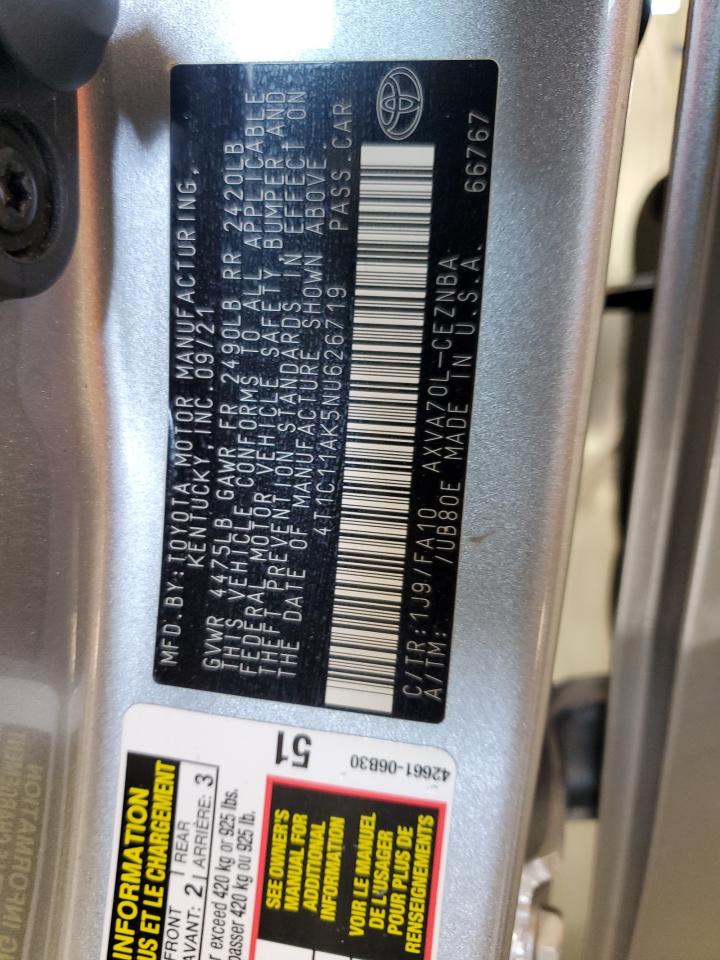 MFD.BY:TOYOTA MOTOR MANUFACTURING,
KENTUCKY, INC. 09/21
GVWR 4475LB GAWR FR 2490LB RR 2420LB
THIS VEHICLE CONFORMS TO ALL APPLICABLE
FEDERAL MOTOR VEHICLE SAFETY, BUMPER AND
THEFT PREVENTION STANDARDS IN EFFECT ON
THE DATE OF MANUFACTURE SHOWN ABOVE.
4T1C11AK5NU626719 PASS.CAR
C/TR:1J9/FA10 AXVA70L-CEZNBA
A/TM: /UB80E MADE IN U.S.A. 66767
51
42661-06B30
INFORMATION
US ET LE CHARGEMENT
FRONT
AVANT: 2
REAR
ARRIÈRE: 3
r exceed 420 kg or 925 lbs.
passer 420 kg ou 925 lb.
SEE OWNER'S
MANUAL FOR
ADDITIONAL
INFORMATON
VOIR LE MANUEL
DE L'USAGER
POUR PLUS DE
RENSEIGNEMENTS